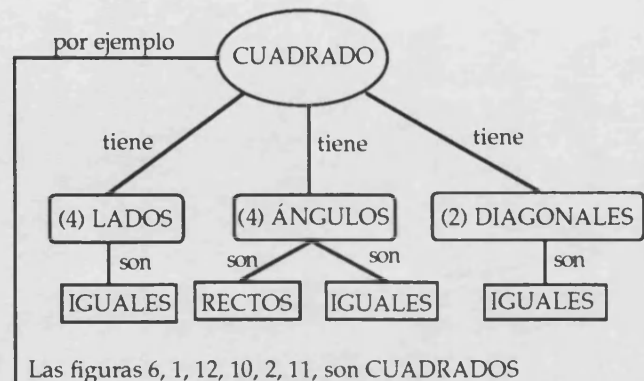 por ejemplo
CUADRADO
tiene tiene tiene
(4) LADOS (4) ÁNGULOS (2) DIAGONALES
son son son son
IGUALES RECTOS IGUALES IGUALES
Las figuras 6, 1, 12, 10, 2, 11, son CUADRADOS